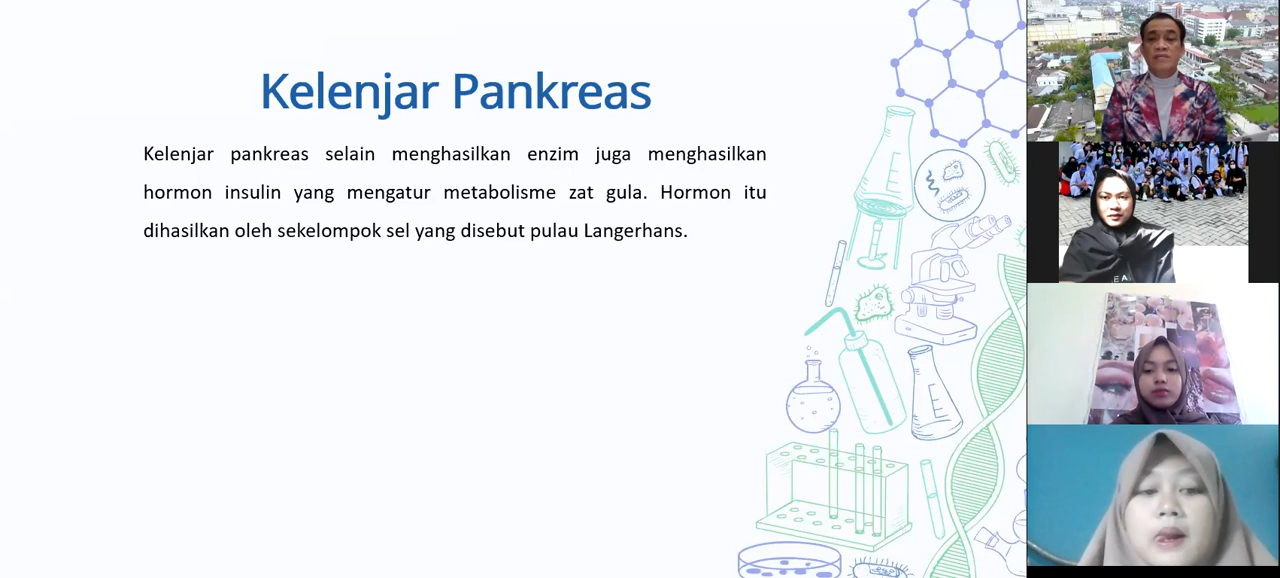 Kelenjar Pankreas
Kelenjar pankreas selain menghasilkan enzim juga menghasilkan
hormon insulin yang mengatur metabolisme zat gula. Hormon itu
dihasilkan oleh sekelompok sel yang disebut pulau Langerhans.